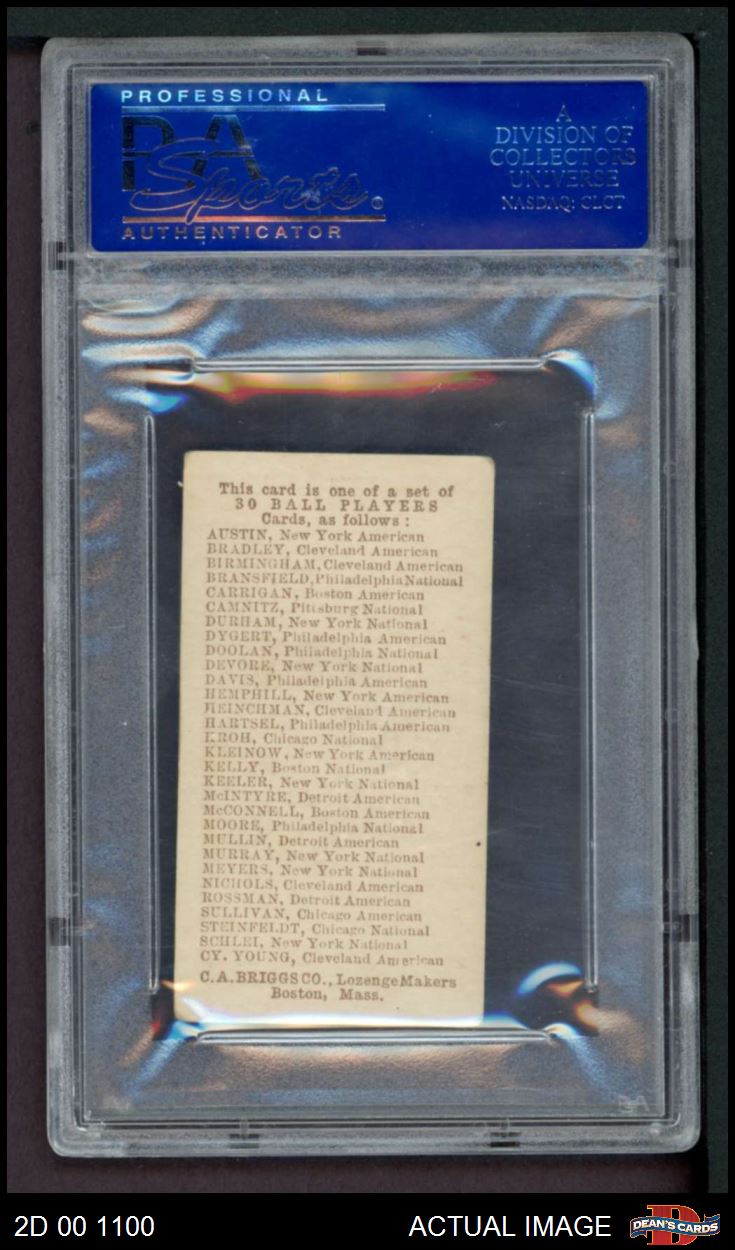 PROFESSIONAL
PSA
Sports
AUTHENTICATOR
A
DIVISION OF
COLLECTORS
UNIVERSE
NASDAQ: CLCT
This card is one of a set of
30 BALL PLAYERS
Cards, as follows:
AUSTIN, New York American
BRADLEY, Cleveland American
BIRMINGHAM, Cleveland American
BRANSFIELD, Philadelphia National
CARRIGAN, Boston American
CAMNITZ, Pittsburg National
DURHAM, New York National
DYGERT, Philadelphia American
DOOLAN, Philadelphia National
DEVORE, New York National
DAVIS, Philadelphia American
HEMPHILL, New York American
HEINCHMAN, Cleveland American
HARTSEL, Philadelphia American
KROH, Chicago National
KLEINOW, New York American
KELLY, Boston National
KEELER, New York National
McINTYRE, Detroit American
McCONNELL, Boston American
MOORE, Philadelphia National
MULLIN, Detroit American
MURRAY, New York National
MEYERS, New York National
NICHOLS, Cleveland American
ROSSMAN, Detroit American
SULLIVAN, Chicago American
STEINFELDT, Chicago National
SCHLEI, New York National
CY. YOUNG, Cleveland American
C. A. BRIGGS CO., Lozenge Makers
Boston, Mass.
PSA
2D 00 1100
ACTUAL IMAGE
DEAN'S CARDS